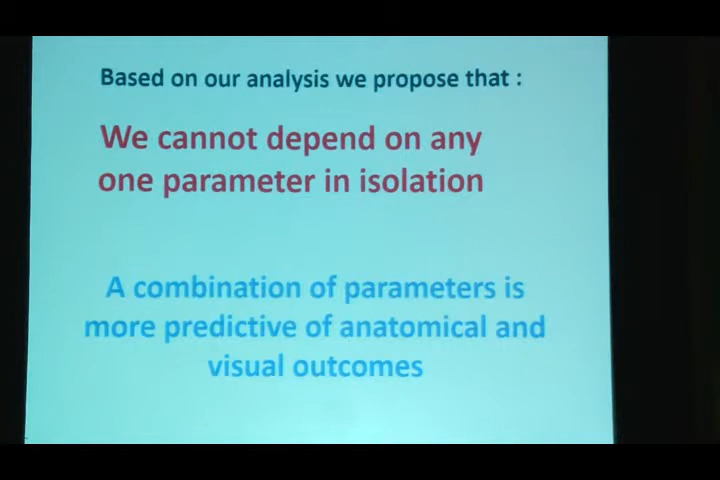 Based on our analysis we propose that :
We cannot depend on any
one parameter in isolation
A combination of parameters is
more predictive of anatomical and
visual outcomes